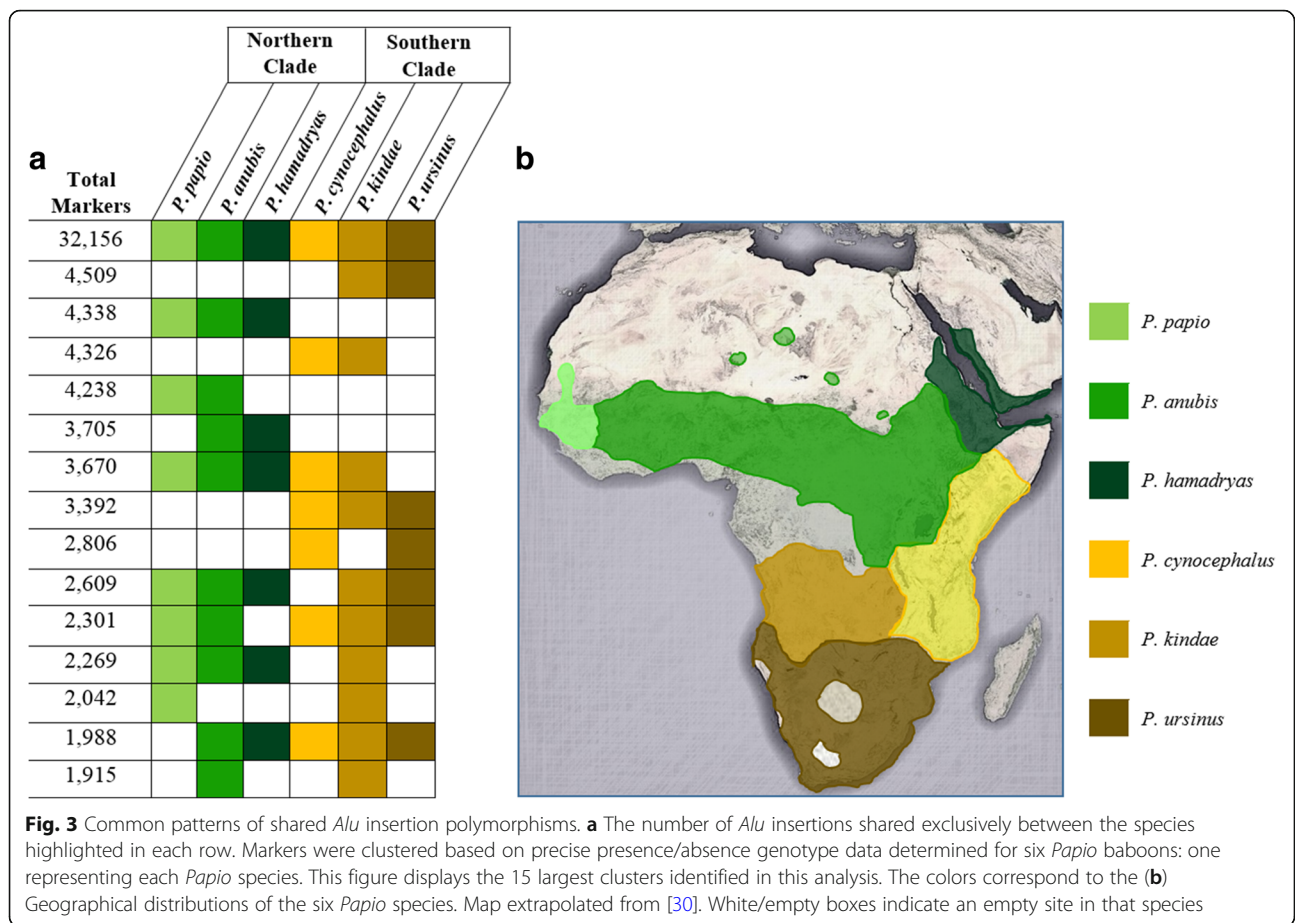 Northern
Clade
Southern
Clade
a
Total
Markers
P. papio
P. anubis
P. hamadryas
P. cynocephalus
P. kindae
P. ursinus
32,156
4,509
4,338
4,326
4,238
3,705
3,670
3,392
2,806
2,609
2,301
2,269
2,042
1,988
1,915
b
P. papio
P. anubis
P. hamadryas
P. cynocephalus
P. kindae
P. ursinus
Fig. 3 Common patterns of shared Alu insertion polymorphisms. a The number of Alu insertions shared exclusively between the species
highlighted in each row. Markers were clustered based on precise presence/absence genotype data determined for six Papio baboons: one
representing each Papio species. This figure displays the 15 largest clusters identified in this analysis. The colors correspond to the (b)
Geographical distributions of the six Papio species. Map extrapolated from [30]. White/empty boxes indicate an empty site in that species